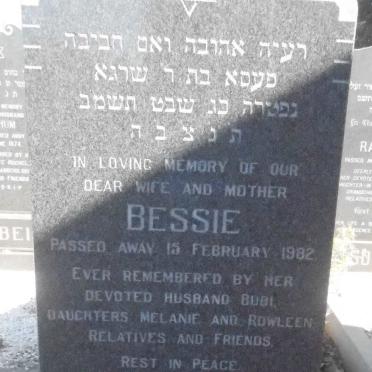 רעיה אהובה ואם חביבה
פעסא בת ר שרגא
נפטרה כג שבט תשמב
ת נ צ ב ה
IN LOVING MEMORY OF OUR
DEAR WIFE AND MOTHER
BESSIE
PASSED AWAY 15 FEBRUARY 1982
EVER REMEMBERED BY HER
DEVOTED HUSBAND BUBI,
DAUGHTERS MELANIE AND ROWLEEN
RELATIVES AND FRIENDS.
REST IN PEACE.